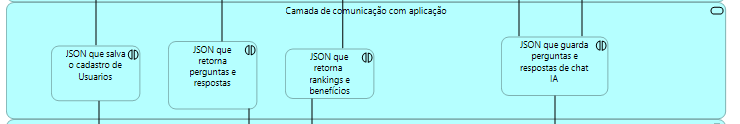 Camada de comunicação com aplicação
JSON que salva
o cadastro de
Usuarios
JSON que
retorna
perguntas e
respostas
JSON que
retorna
rankings e
benefícios
JSON que guarda
perguntas e
respostas de chat
IA